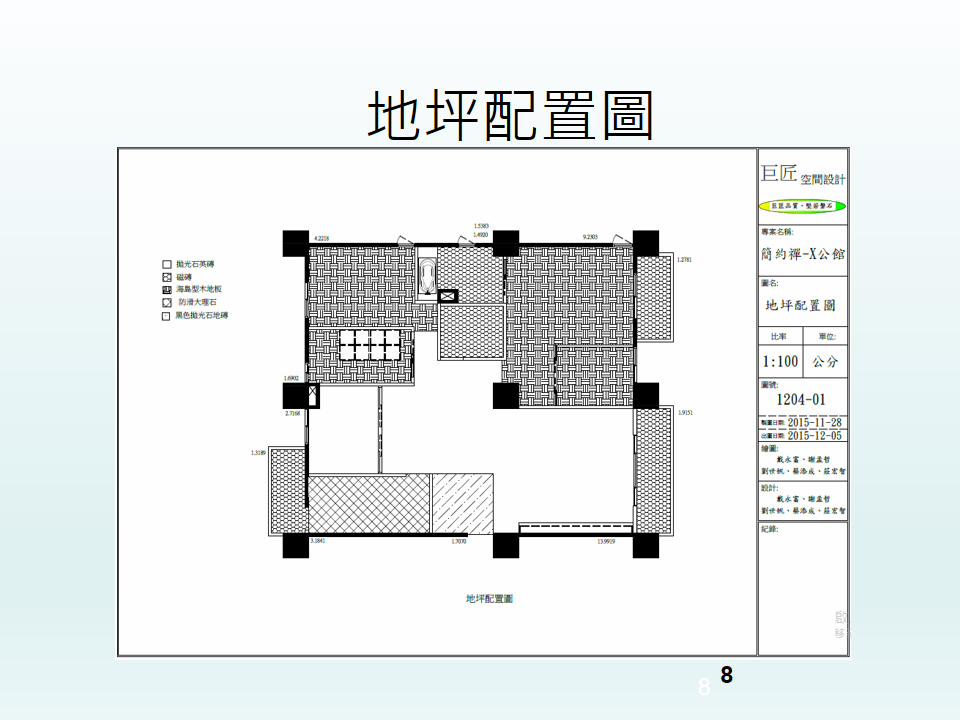 地坪配置圖
拋光石英磚
磁磚
海島型木地板
防滑大理石
黑色拋光石地磚
4.2218
1.5383
1.4920
9.2303
1.2781
1.6902
2.7168
1.9151
1.3189
3.1841
1.7070
13.9919
地坪配置圖
巨匠 空間設計
巨匠品質、堅若磐石
專案名稱:
簡約禪-X公館
圖名:
地坪配置圖
比率
單位:
1:100
公分
圖號:
1204-01
製圖日期: 2015-11-28
出圖日期: 2015-12-05
繪圖:
戴永富、謝孟哲
劉世帆、蔡添成、莊宏智
設計:
戴永富、謝孟哲
劉世帆、蔡添成、莊宏智
紀錄:
啟
8
8